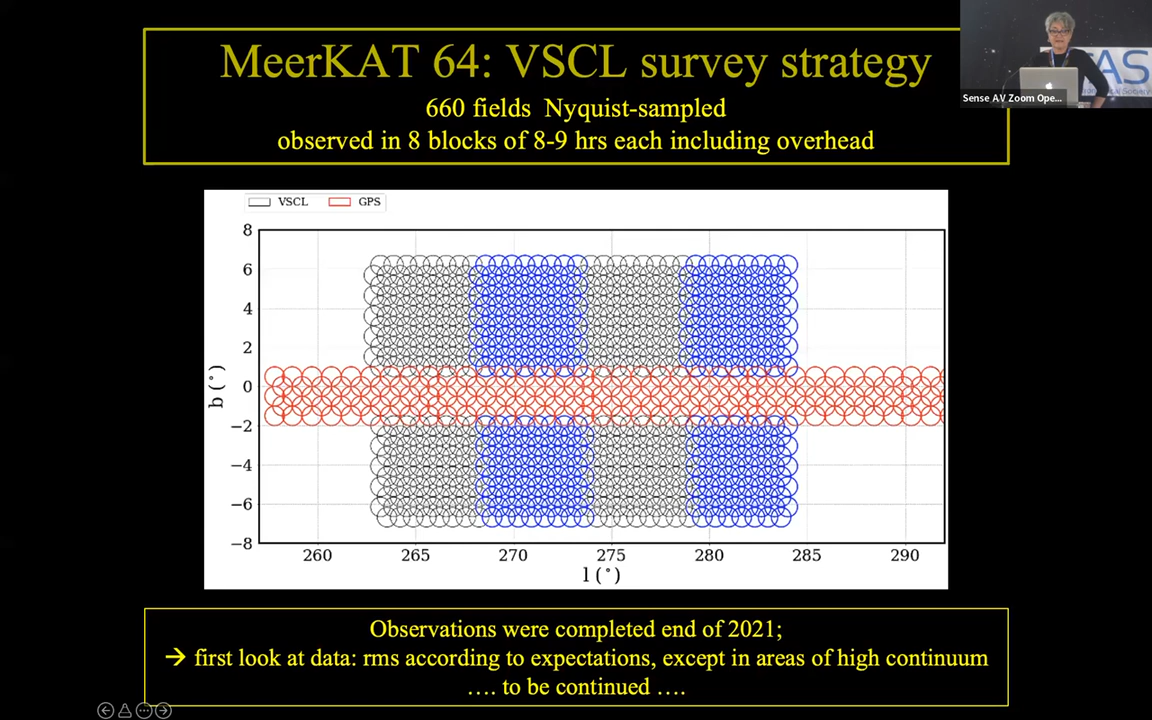 MeerKAT 64: VSCL survey strategy
660 fields Nyquist-sampled
observed in 8 blocks of 8-9 hrs each including overhead
AS
Sense AV Zoom Ope...
VSCL GPS
8
6
4
2
0
−2
−4
−6
−8
b (°)
260 265 270 275 280 285 290
l (°)
Observations were completed end of 2021;
→ first look at data: rms according to expectations, except in areas of high continuum
…. to be continued ….